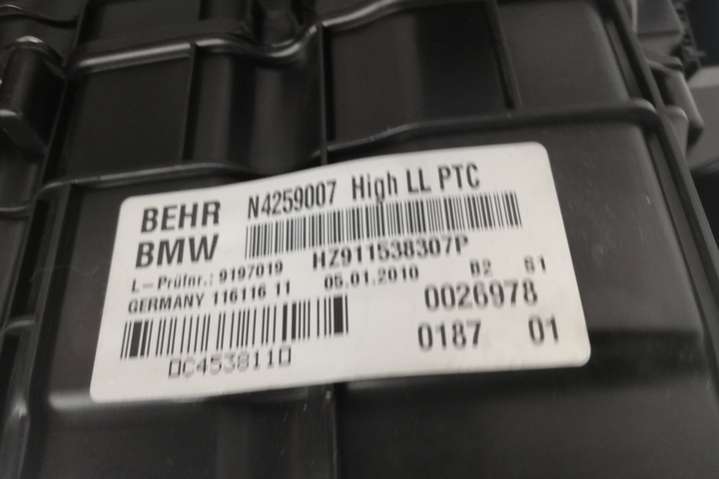 BEHR N4259007 High LL PTC
BMW HZ911538307P
L-Prüfnr.: 9197019 05.01.2010 B2 S1
GERMANY 116116 11 0026978
0C4538110 0187 01